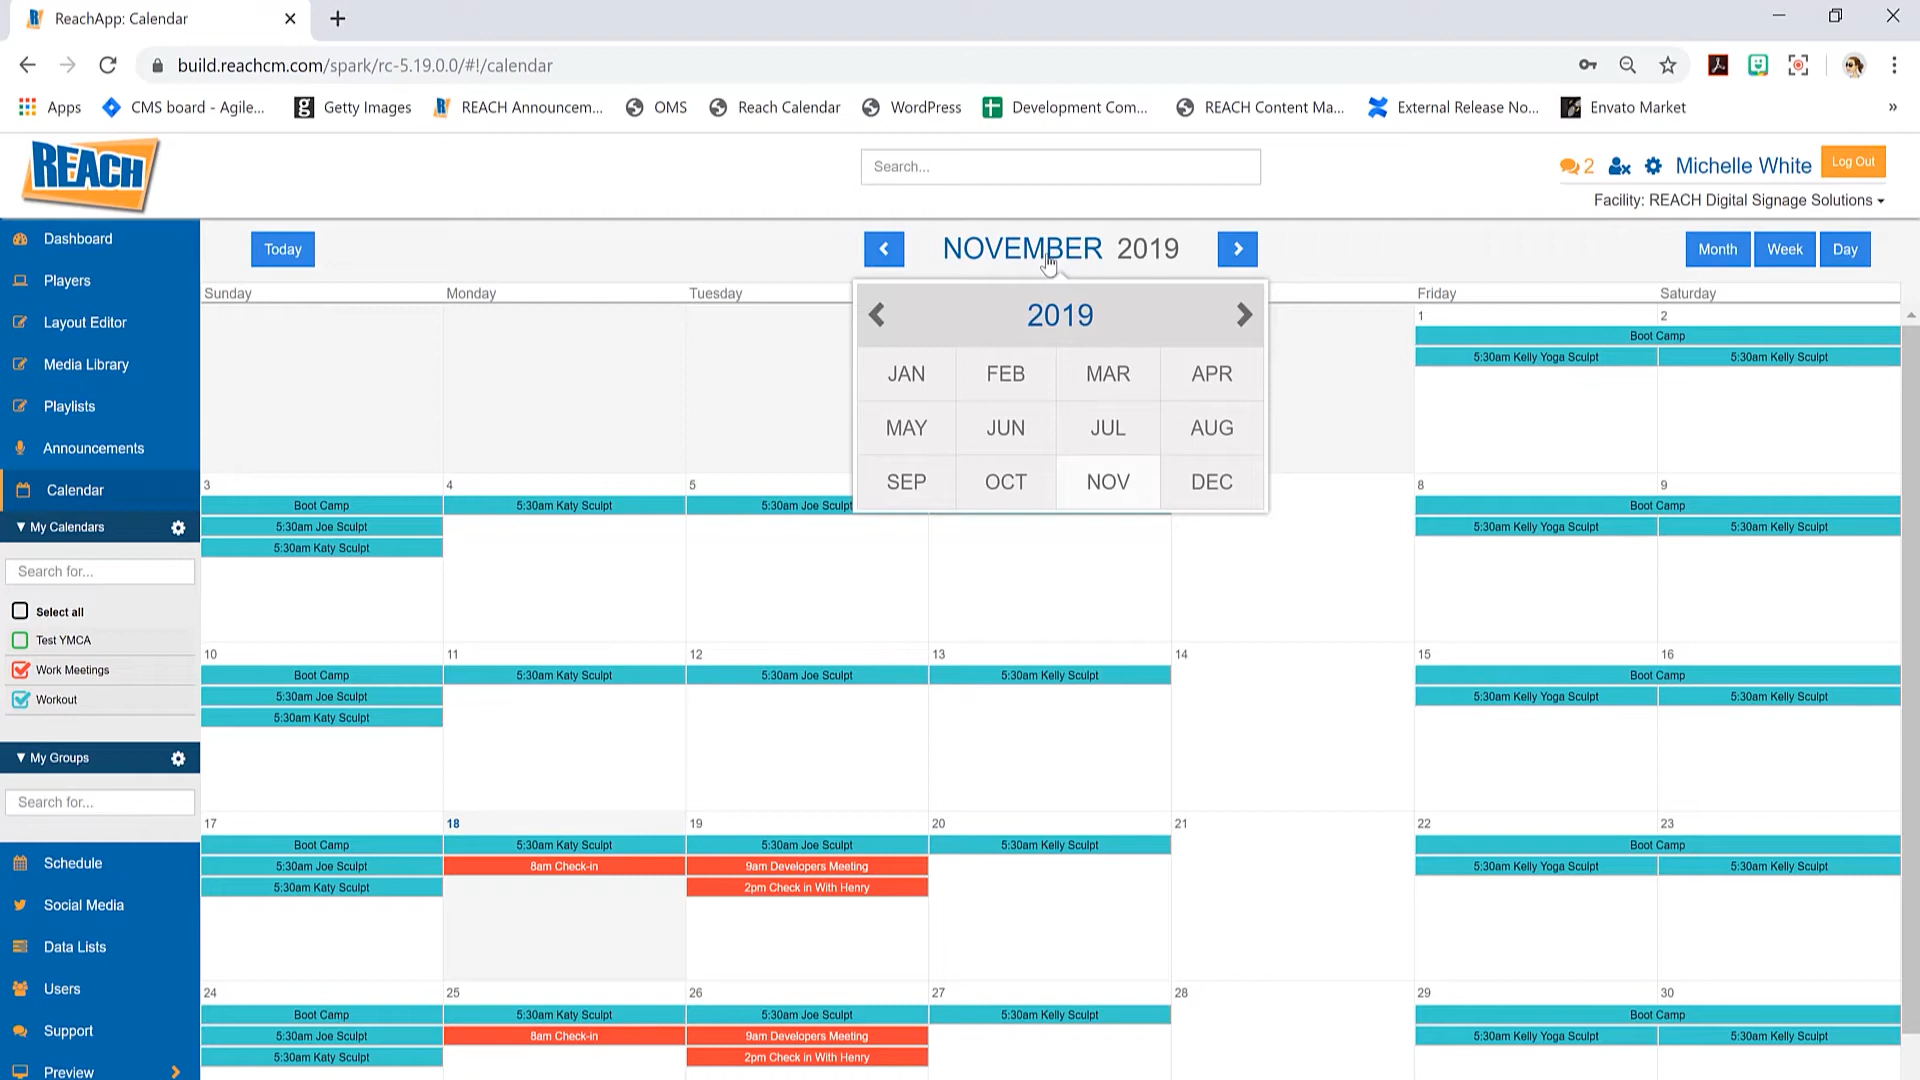 ReachApp: Calendar
build.reachcm.com/spark/rc-5.19.0.0/#!/calendar
Apps CMS board - Agile... Getty Images REACH Announcem... OMS Reach Calendar WordPress Development Com... REACH Content Ma... External Release No... Envato Market »
REACH
Search...
2 Michelle White Log Out
Facility: REACH Digital Signage Solutions
Dashboard
Players
Layout Editor
Media Library
Playlists
Announcements
Calendar
My Calendars
Search for...
Select all
Test YMCA
Work Meetings
Workout
My Groups
Search for...
Schedule
Social Media
Data Lists
Users
Support
Preview
Today NOVEMBER 2019 Month Week Day
Sunday Monday Tuesday Friday Saturday
2019
JAN FEB MAR APR
MAY JUN JUL AUG
SEP OCT NOV DEC
1 2
Boot Camp
5:30am Kelly Yoga Sculpt 5:30am Kelly Sculpt
3 4 5 8 9
Boot Camp 5:30am Katy Sculpt 5:30am Joe Sculpt Boot Camp
5:30am Joe Sculpt 5:30am Kelly Yoga Sculpt 5:30am Kelly Sculpt
5:30am Katy Sculpt
10 11 12 13 14 15 16
Boot Camp 5:30am Katy Sculpt 5:30am Joe Sculpt 5:30am Kelly Sculpt Boot Camp
5:30am Joe Sculpt 5:30am Kelly Yoga Sculpt 5:30am Kelly Sculpt
5:30am Katy Sculpt
17 18 19 20 21 22 23
Boot Camp 5:30am Katy Sculpt 5:30am Joe Sculpt 5:30am Kelly Sculpt Boot Camp
5:30am Joe Sculpt 8am Check-in 9am Developers Meeting 5:30am Kelly Yoga Sculpt 5:30am Kelly Sculpt
5:30am Katy Sculpt 2pm Check in With Henry
24 25 26 27 28 29 30
Boot Camp 5:30am Katy Sculpt 5:30am Joe Sculpt 5:30am Kelly Sculpt Boot Camp
5:30am Joe Sculpt 8am Check-in 9am Developers Meeting 5:30am Kelly Yoga Sculpt 5:30am Kelly Sculpt
5:30am Katy Sculpt 2pm Check in With Henry